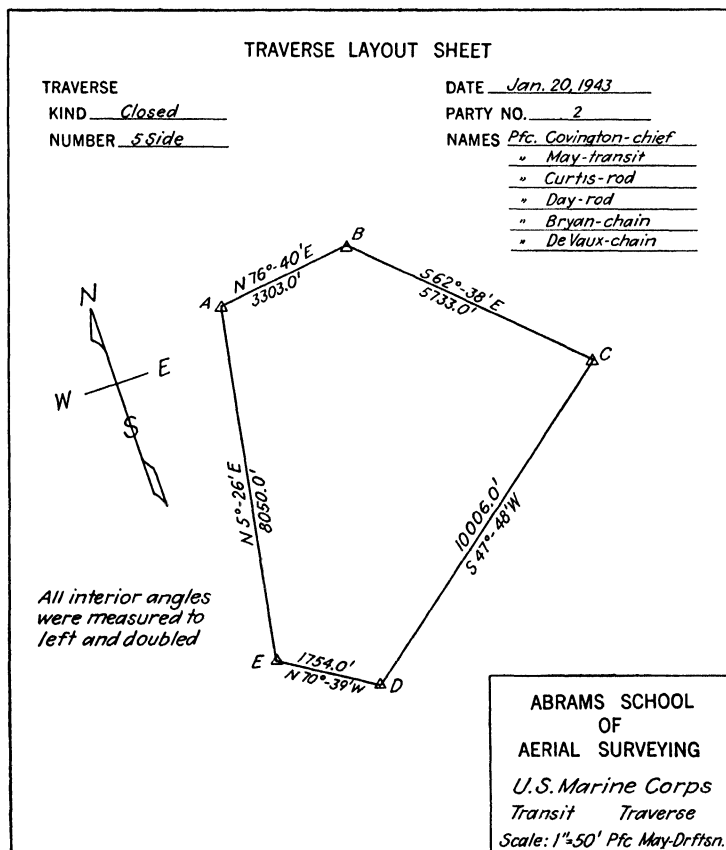 TRAVERSE LAYOUT SHEET
TRAVERSE
KIND Closed
NUMBER 5 Side
DATE Jan. 20, 1943
PARTY NO. 2
NAMES Pfc. Covington-chief
" May-transit
" Curtis-rod
" Day-rod
" Bryan-chain
" DeVaux-chain
B
N 76°-40'E
3303.0'
S 62°-38' E
5733.0'
A
C
N
W
E
S
N 5°-26' E
8050.0'
10006.0'
S 47°-48'W
All interior angles
were measured to
left and doubled
E
1754.0'
N 70°-39'W
D
ABRAMS SCHOOL
OF
AERIAL SURVEYING
U.S. Marine Corps
Transit Traverse
Scale: 1"=50' Pfc May-Drftsn.